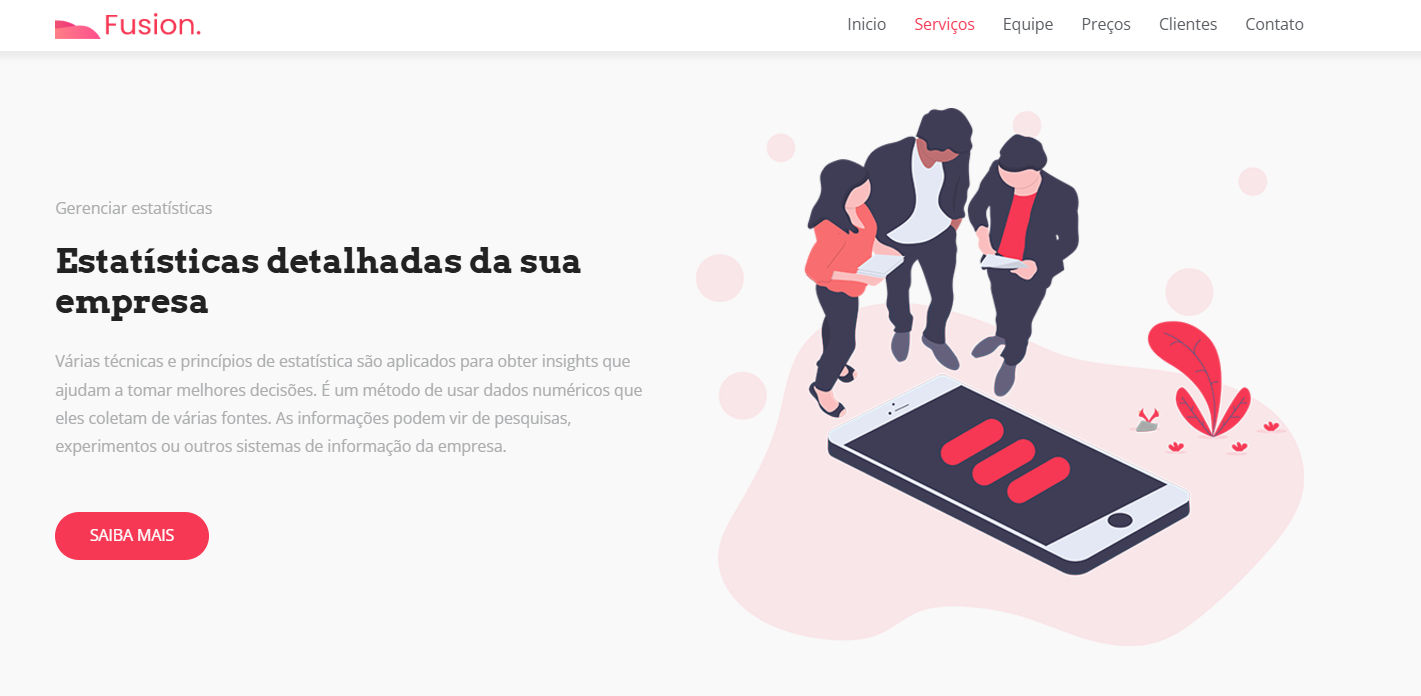 Fusion.
Inicio Serviços Equipe Preços Clientes Contato
Gerenciar estatísticas
Estatísticas detalhadas da sua
empresa
Várias técnicas e princípios de estatística são aplicados para obter insights que
ajudam a tomar melhores decisões. É um método de usar dados numéricos que
eles coletam de várias fontes. As informações podem vir de pesquisas,
experimentos ou outros sistemas de informação da empresa.
SAIBA MAIS